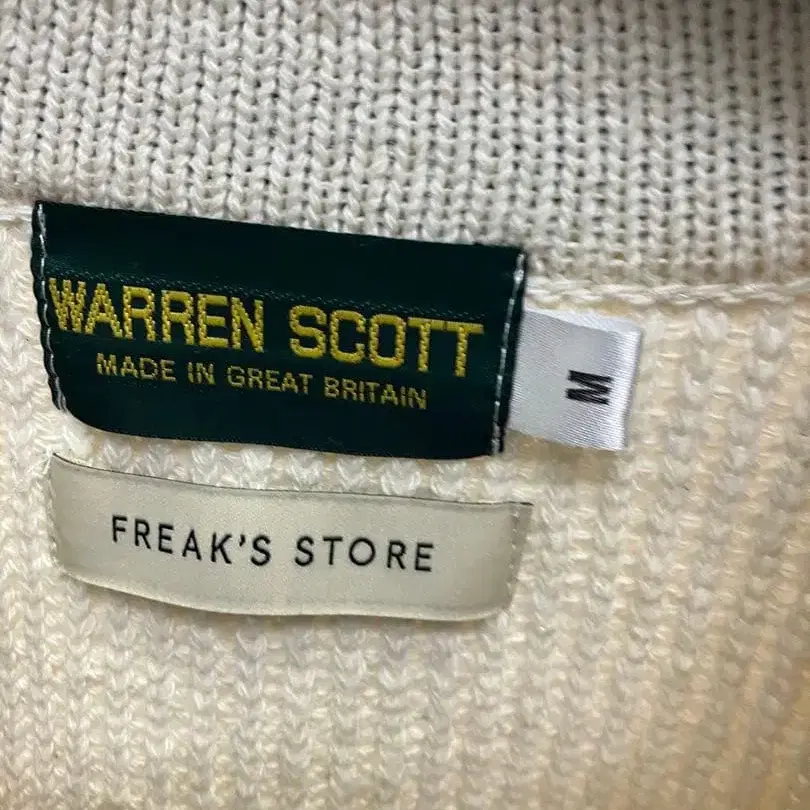 WARREN SCOTT
MADE IN GREAT BRITAIN
M
FREAK'S STORE